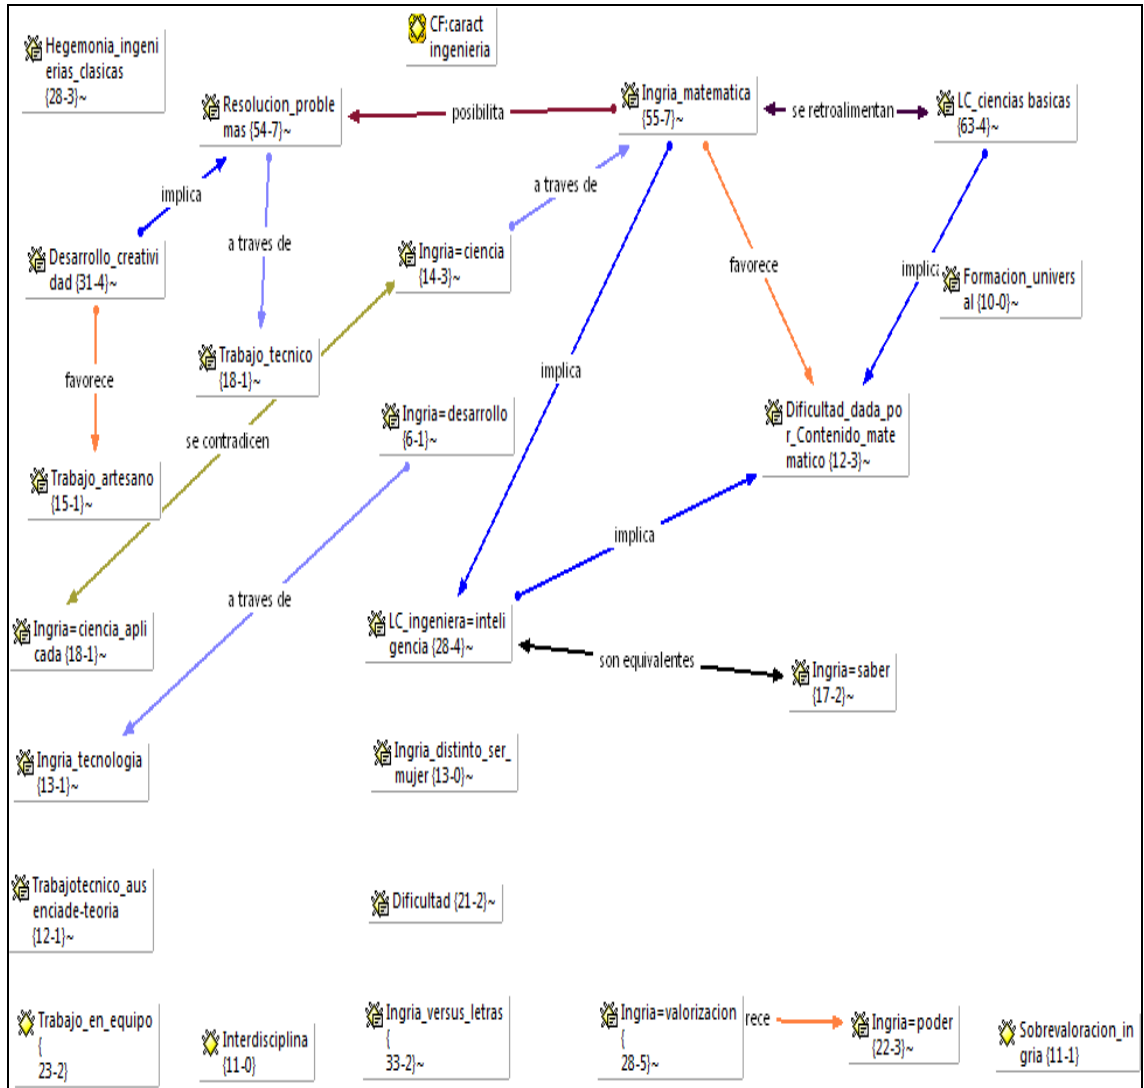 CF:caract
ingenieria
Hegemonia_ingeni
erias_clasicas
{28-3}~
Resolucion_proble
mas {54-7}~
posibilita
Ingria_matematica
{55-7}~
se retroalimentan
LC_ciencias basicas
{63-4}~
implica
a traves de
a traves de
Desarrollo_creativi
dad {31-4}~
Ingria=ciencia
{14-3}~
favorece
implica
Formacion_univers
al {10-0}~
Trabajo_tecnico
{18-1}~
favorece
implica
Ingria=desarrollo
{6-1}~
Dificultad_dada_po
r_Contenido_mate
matico {12-3}~
se contradicen
Trabajo_artesano
{15-1}~
implica
a traves de
Ingria=ciencia_apli
cada {18-1}~
LC_ingeniera=inteli
gencia {28-4}~
son equivalentes
Ingria=saber
{17-2}~
Ingria_tecnologia
{13-1}~
Ingria_distinto_ser_
mujer {13-0}~
Trabajotecnico_aus
enciade-teoria
{12-1}~
Dificultad {21-2}~
Trabajo_en_equipo
{
23-2}
Interdisciplina
{11-0}
Ingria_versus_letras
{
33-2}~
Ingria=valorizacion
{
28-5}~
rece
Ingria=poder
{22-3}~
Sobrevaloracion_in
gria {11-1}~